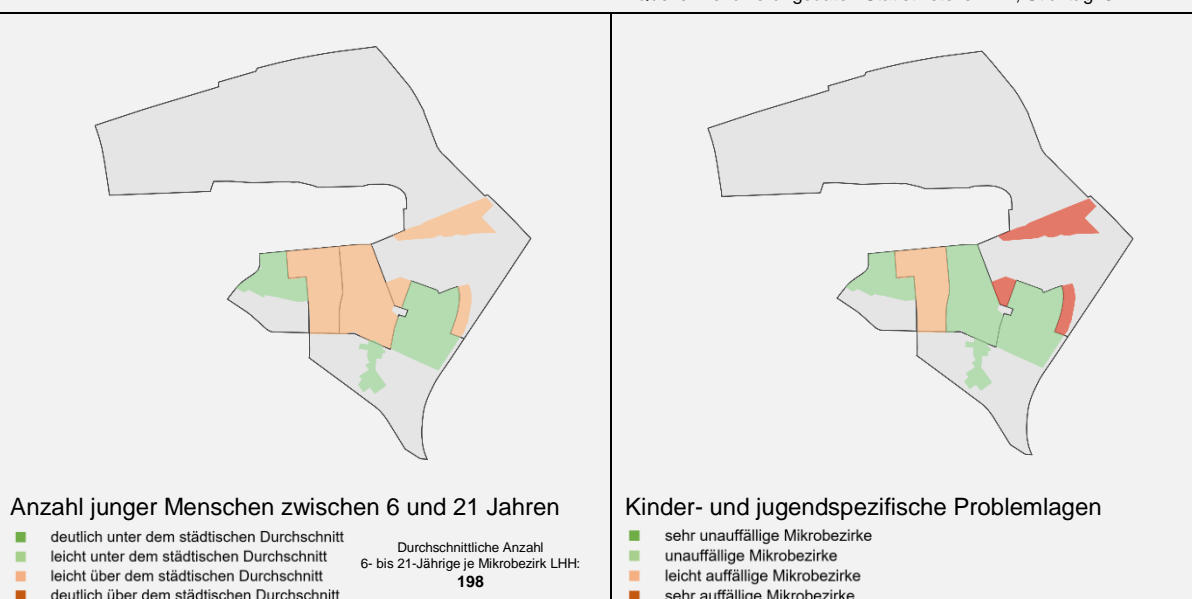 Anzahl junger Menschen zwischen 6 und 21 Jahren
deutlich unter dem städtischen Durchschnitt
leicht unter dem städtischen Durchschnitt
leicht über dem städtischen Durchschnitt
deutlich über dem städtischen Durchschnitt
Durchschnittliche Anzahl
6- bis 21-Jährige je Mikrobezirk LHH:
198
Kinder- und jugendspezifische Problemlagen
sehr unauffällige Mikrobezirke
unauffällige Mikrobezirke
leicht auffällige Mikrobezirke
sehr auffällige Mikrobezirke